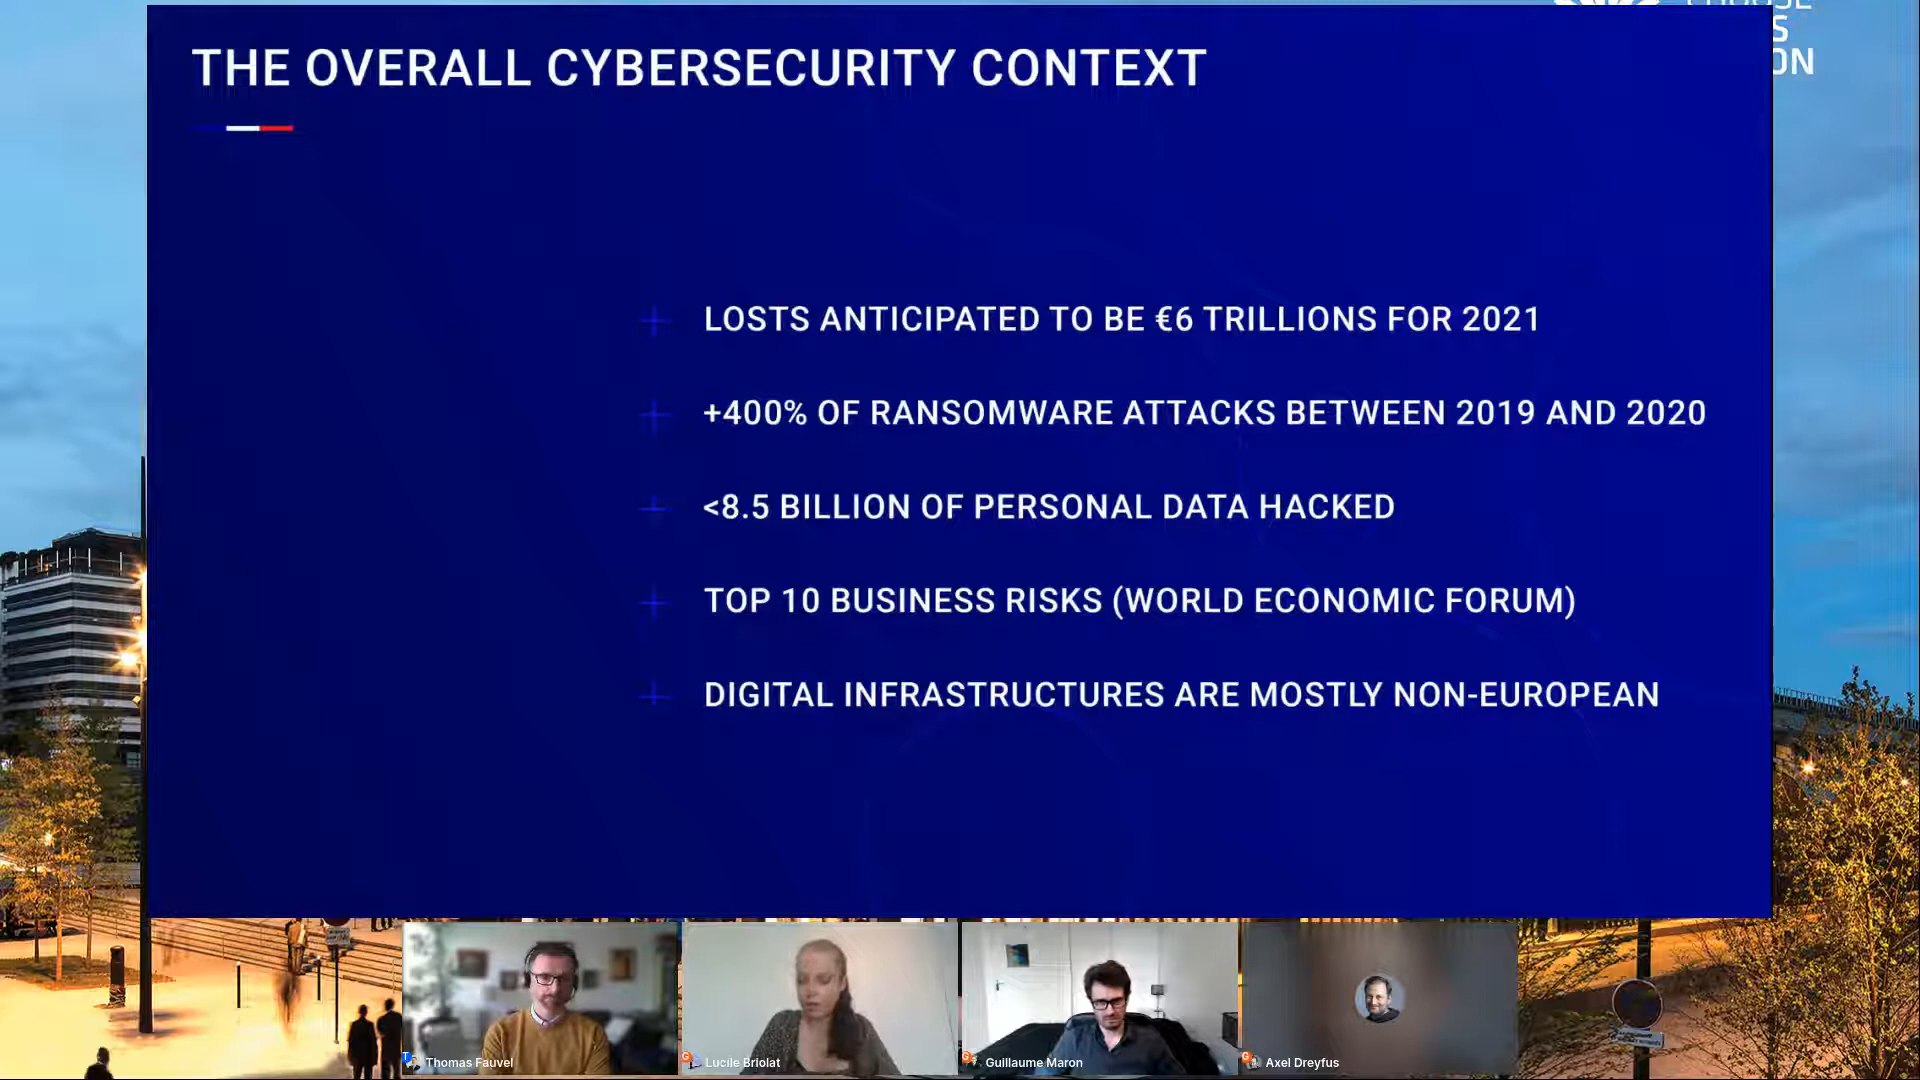 THE OVERALL CYBERSECURITY CONTEXT
LOSTS ANTICIPATED TO BE €6 TRILLIONS FOR 2021
+400% OF RANSOMWARE ATTACKS BETWEEN 2019 AND 2020
<8.5 BILLION OF PERSONAL DATA HACKED
TOP 10 BUSINESS RISKS (WORLD ECONOMIC FORUM)
DIGITAL INFRASTRUCTURES ARE MOSTLY NON-EUROPEAN
Thomas Fauvel
Lucile Briolat
Guillaume Maron
Axel Dreyfus